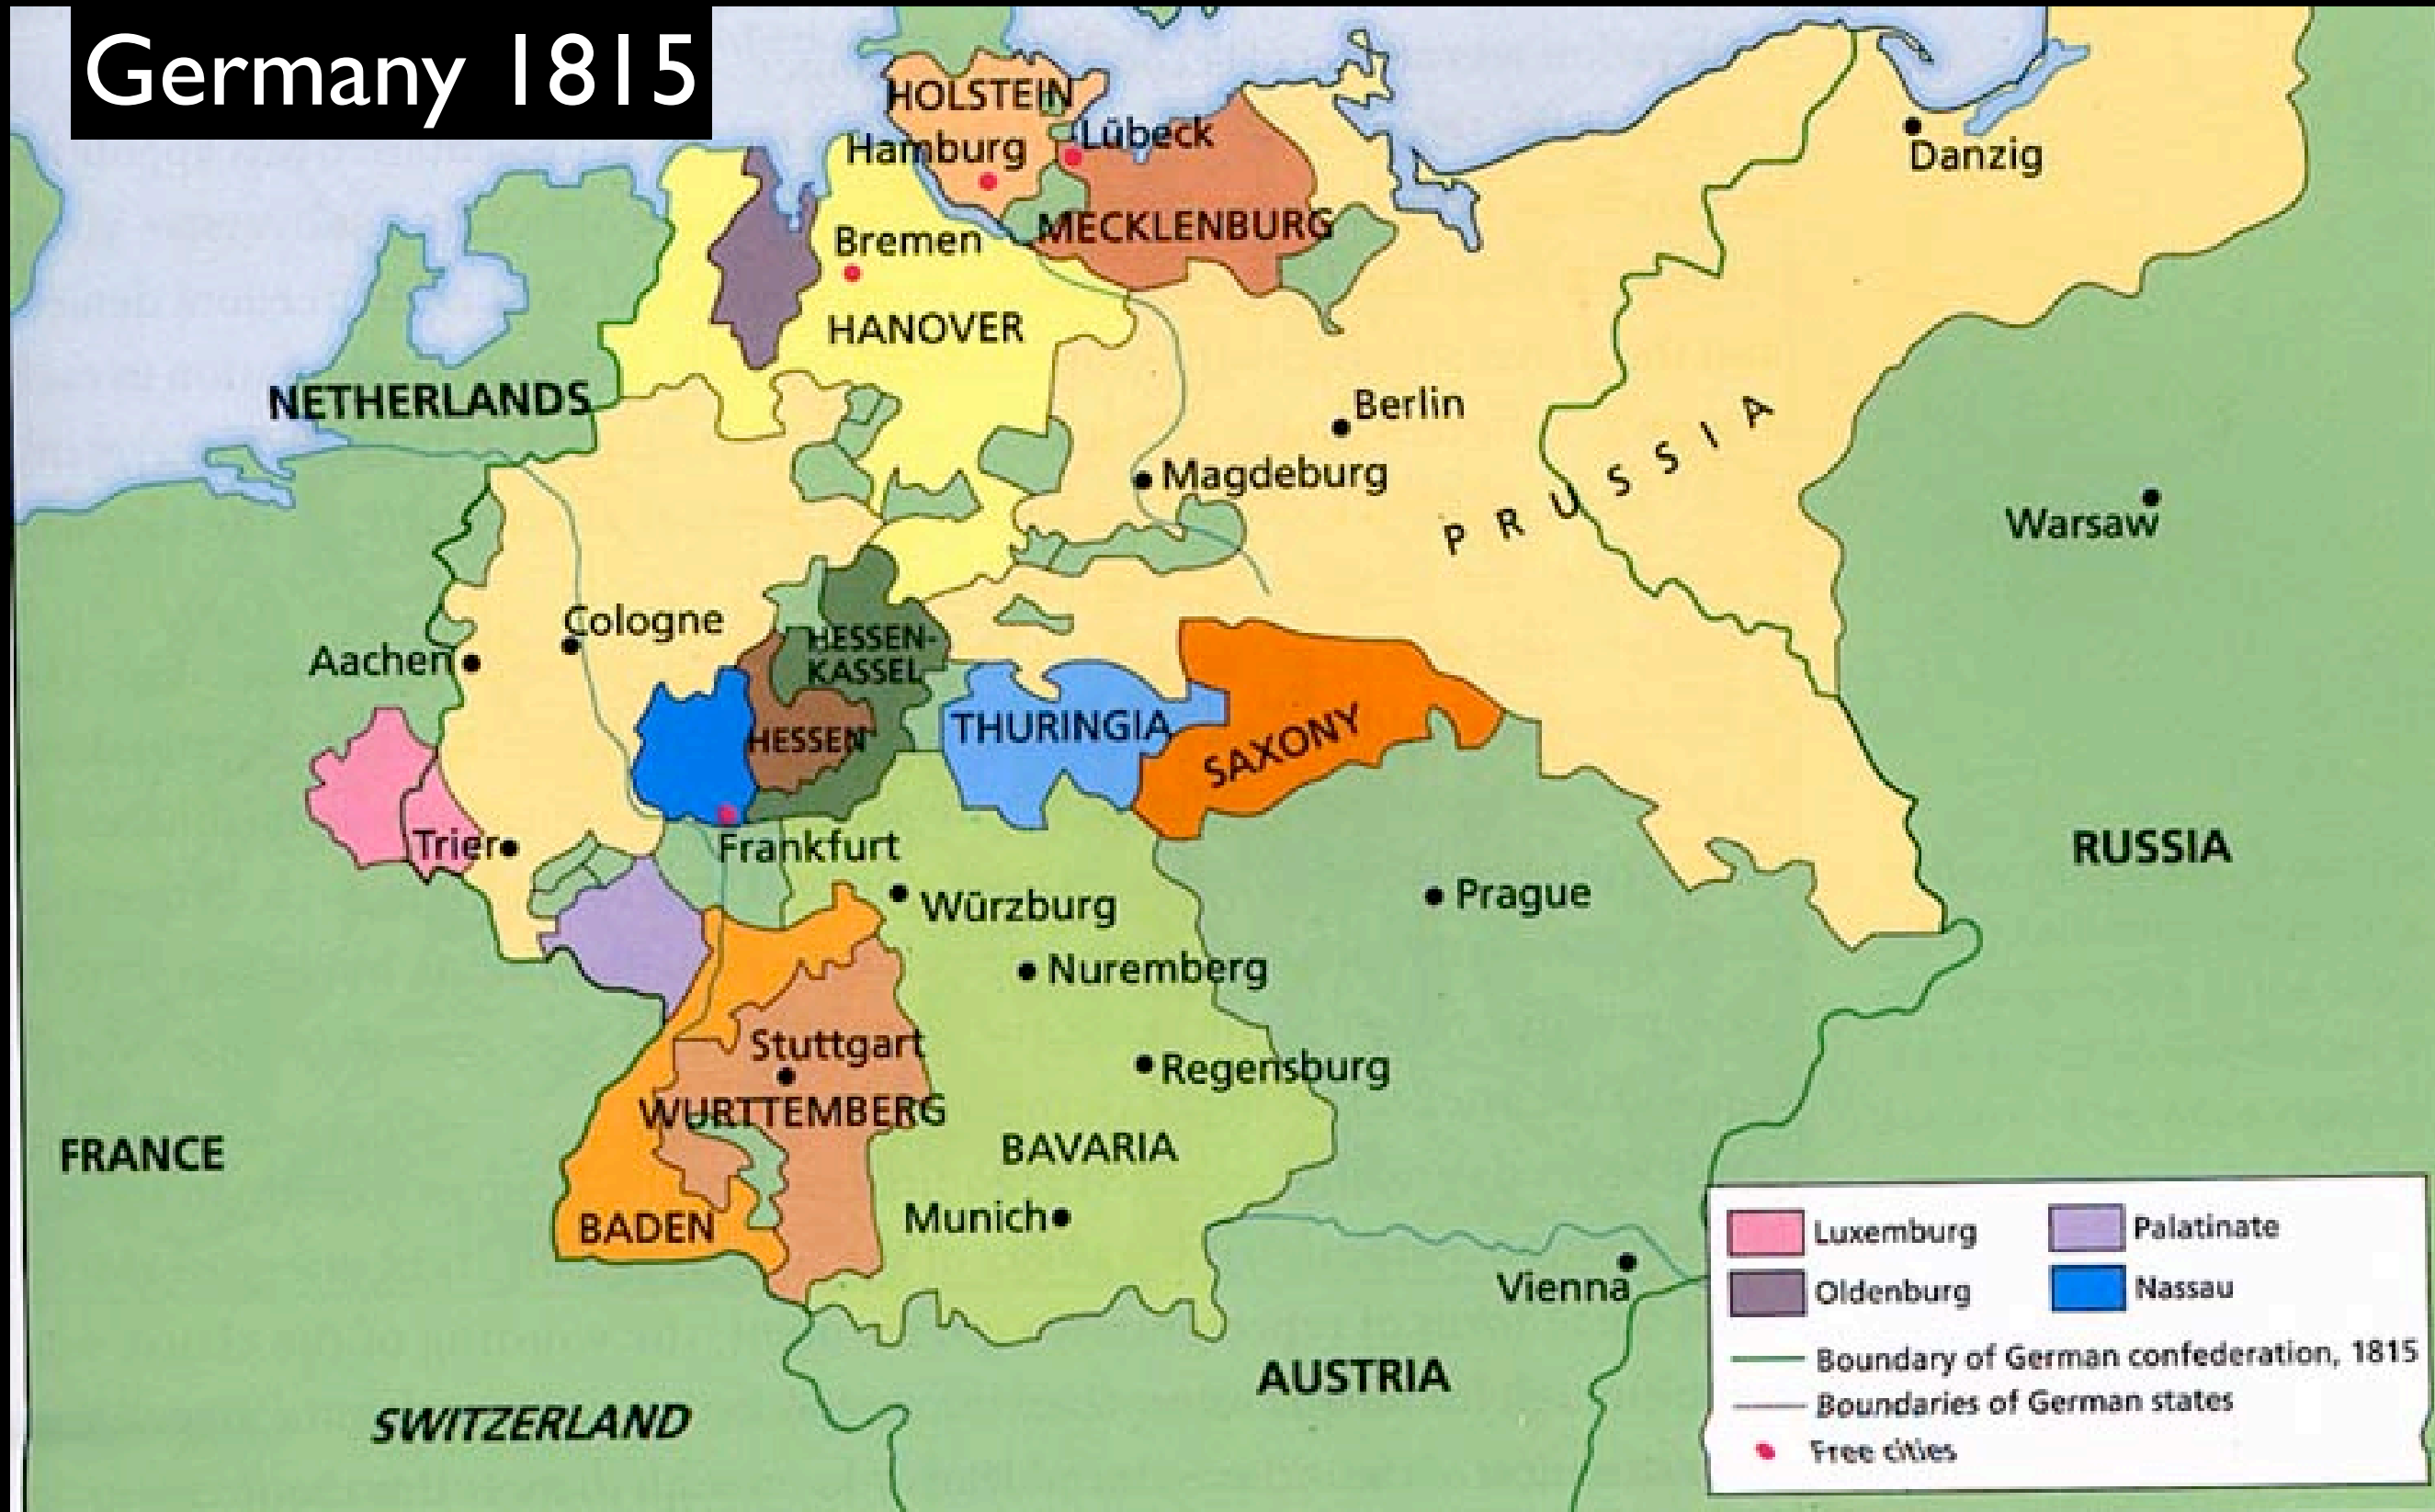 Germany 1815
HOLSTEIN
Lübeck
Hamburg
Danzig
MECKLENBURG
Bremen
HANOVER
NETHERLANDS
Berlin
PRUSSIA
Magdeburg
Warsaw
Cologne
Aachen
HESSEN-
KASSEL
HESSEN
THURINGIA
SAXONY
Trier
Frankfurt
RUSSIA
Würzburg
Prague
Nuremberg
Stuttgart
Regensburg
WURTTEMBERG
FRANCE
BAVARIA
BADEN
Munich
Vienna
AUSTRIA
SWITZERLAND
Luxemburg
Palatinate
Oldenburg
Nassau
Boundary of German confederation, 1815
Boundaries of German states
Free cities